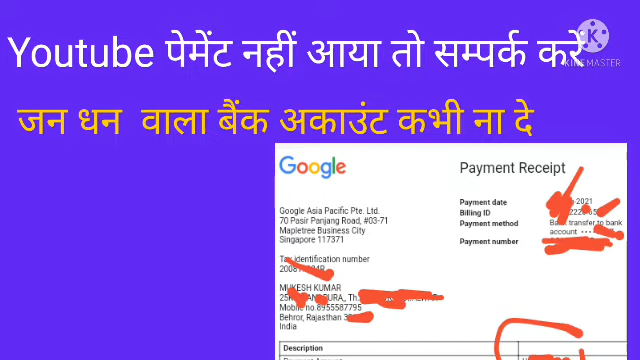 Youtube पेमेंट नहीं आया तो सम्पर्क करें
KINEMASTER
जन धन वाला बैंक अकाउंट कभी ना दे
Google
Payment Receipt
Google Asia Pacific Pte. Ltd.
70 Pasir Panjang Road, #03-71
Mapletree Business City
Singapore 117371
Payment date 2021
Billing ID
Payment method Bank transfer to bank
account
Payment number
Tax identification number
MUKESH KUMAR
Mobile no.8955587795
Behror, Rajasthan
India
Description